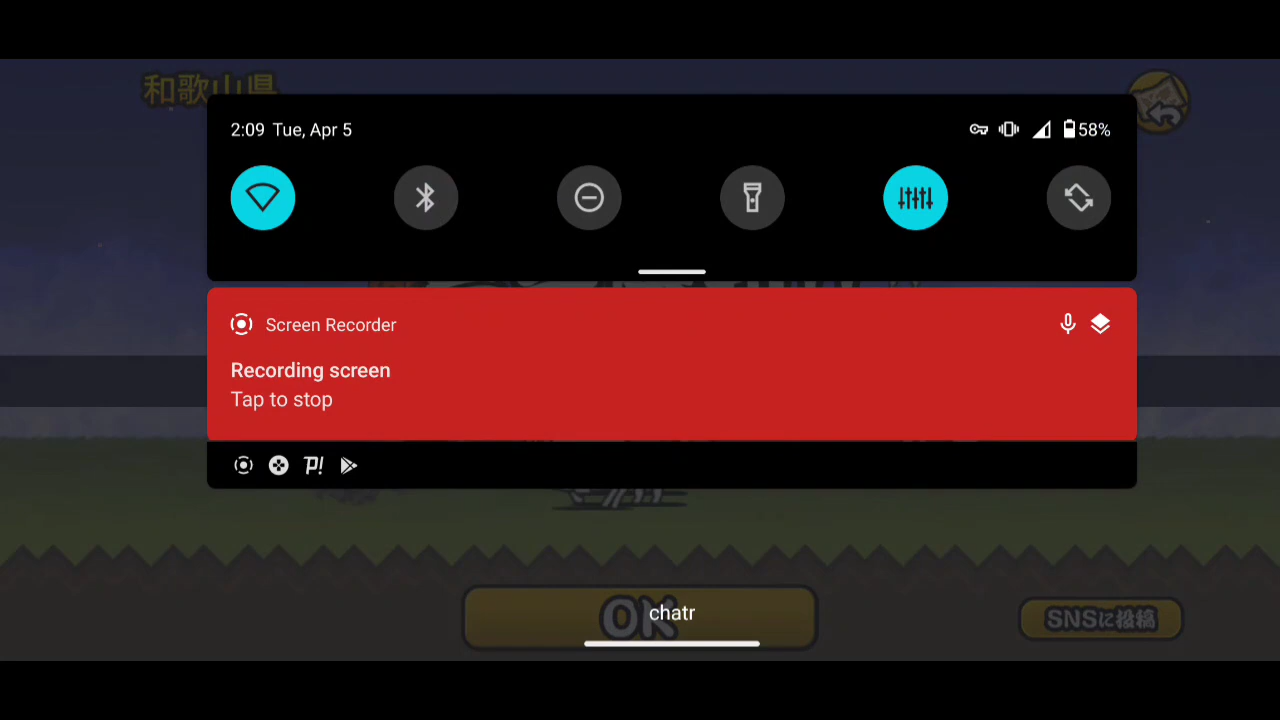 和歌山県
2:09 Tue, Apr 5
58%
Screen Recorder
Recording screen
Tap to stop
P!
OK
chatr
SNSに投稿